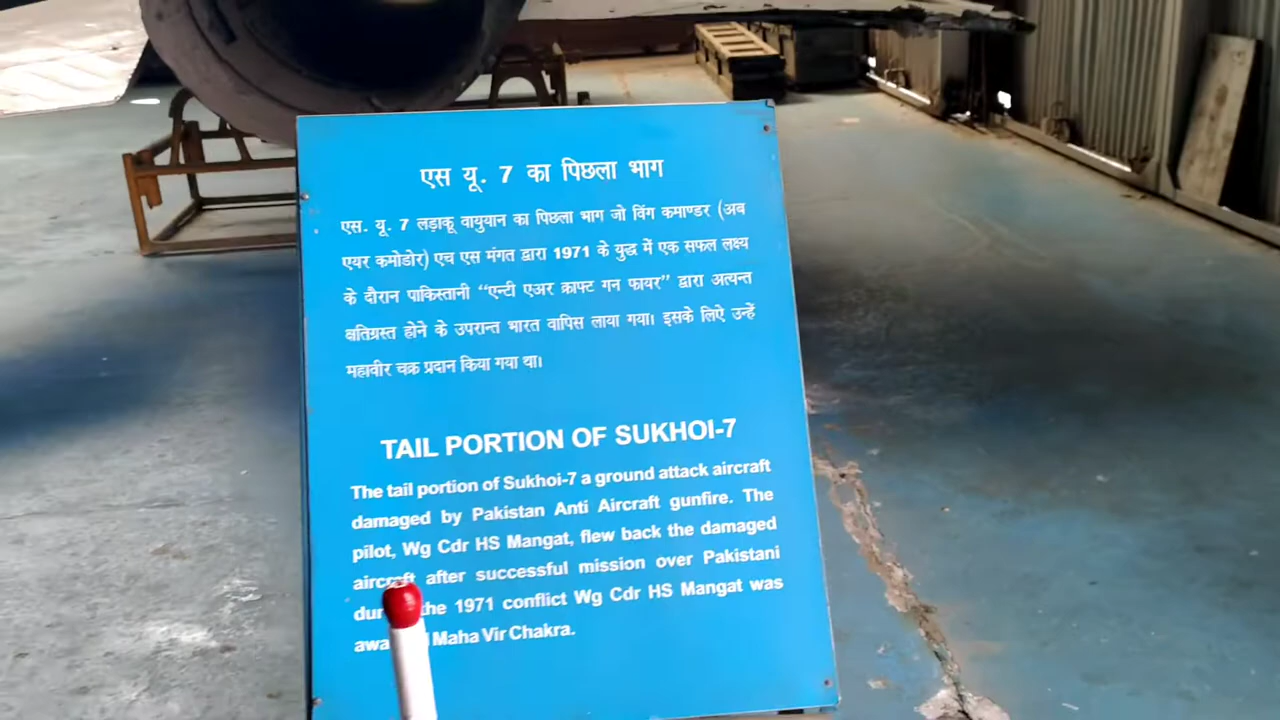 एस यू. 7 का पिछला भाग
एस. यू. 7 लड़ाकू वायुयान का पिछला भाग जो विंग कमाण्डर (अब
एयर कमोडोर) एच एस मंगत द्वारा 1971 के युद्ध में एक सफल लक्ष्य
के दौरान पाकिस्तानी “एन्टी एअर क्राफ्ट गन फायर” द्वारा अत्यन्त
क्षतिग्रस्त होने के उपरान्त भारत वापिस लाया गया। इसके लिऐ उन्हें
महावीर चक्र प्रदान किया गया था।
TAIL PORTION OF SUKHOI-7
The tail portion of Sukhoi-7 a ground attack aircraft
damaged by Pakistan Anti Aircraft gunfire. The
pilot, Wg Cdr HS Mangat, flew back the damaged
aircraft after successful mission over Pakistani
the 1971 conflict Wg Cdr HS Mangat was
Maha Vir Chakra.